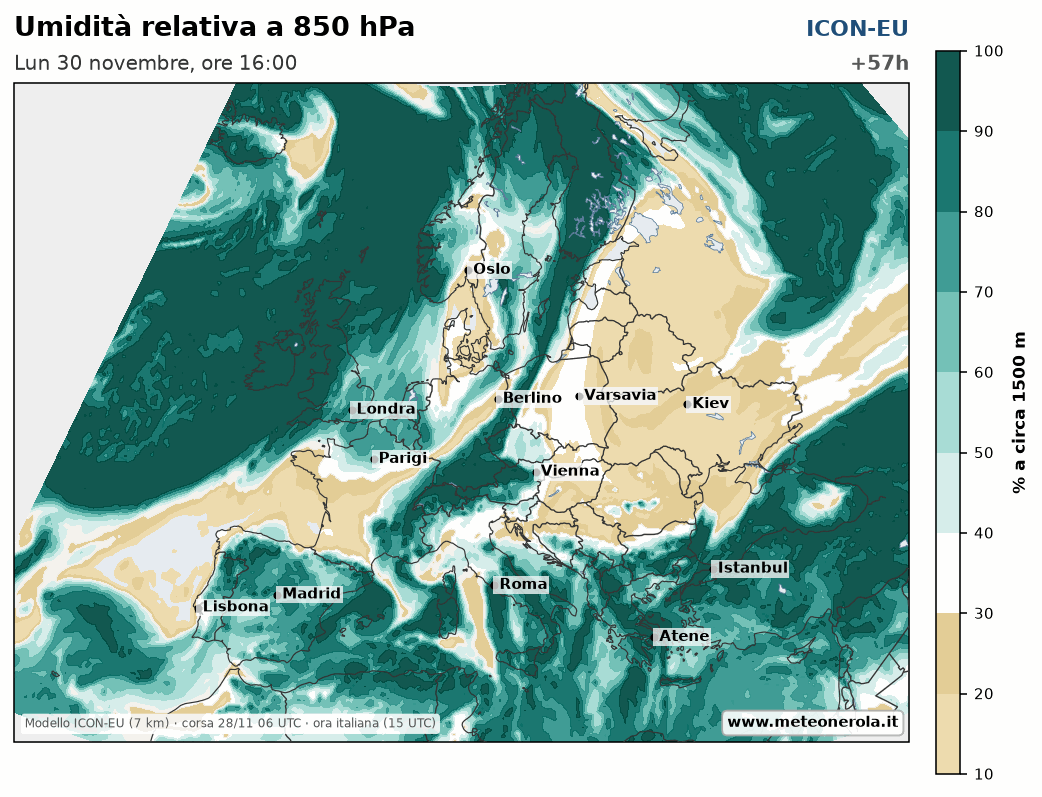 Umidità relativa a 850 hPa
ICON-EU
Lun 30 novembre, ore 16:00
+57h
Oslo
Londra
Berlino
Varsavia
Kiev
Parigi
Vienna
Madrid
Lisbona
Roma
Istanbul
Atene
Modello ICON-EU (7 km) · corsa 28/11 06 UTC · ora italiana (15 UTC)
www.meteonerola.it
100
90
80
70
60
50
40
30
20
10
% a circa 1500 m